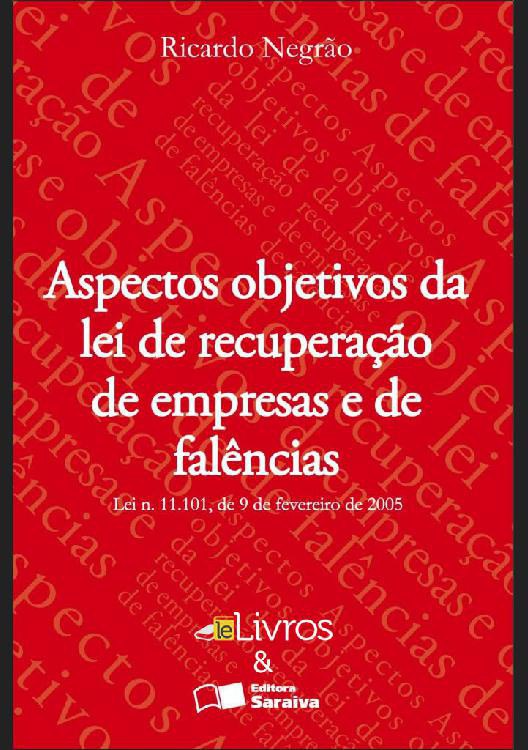 Ricardo Negrão
Aspectos objetivos da
lei de recuperação
de empresas e de
falências
Lei n. 11.101, de 9 de fevereiro de 2005
leLivros
&
Editora
Saraiva